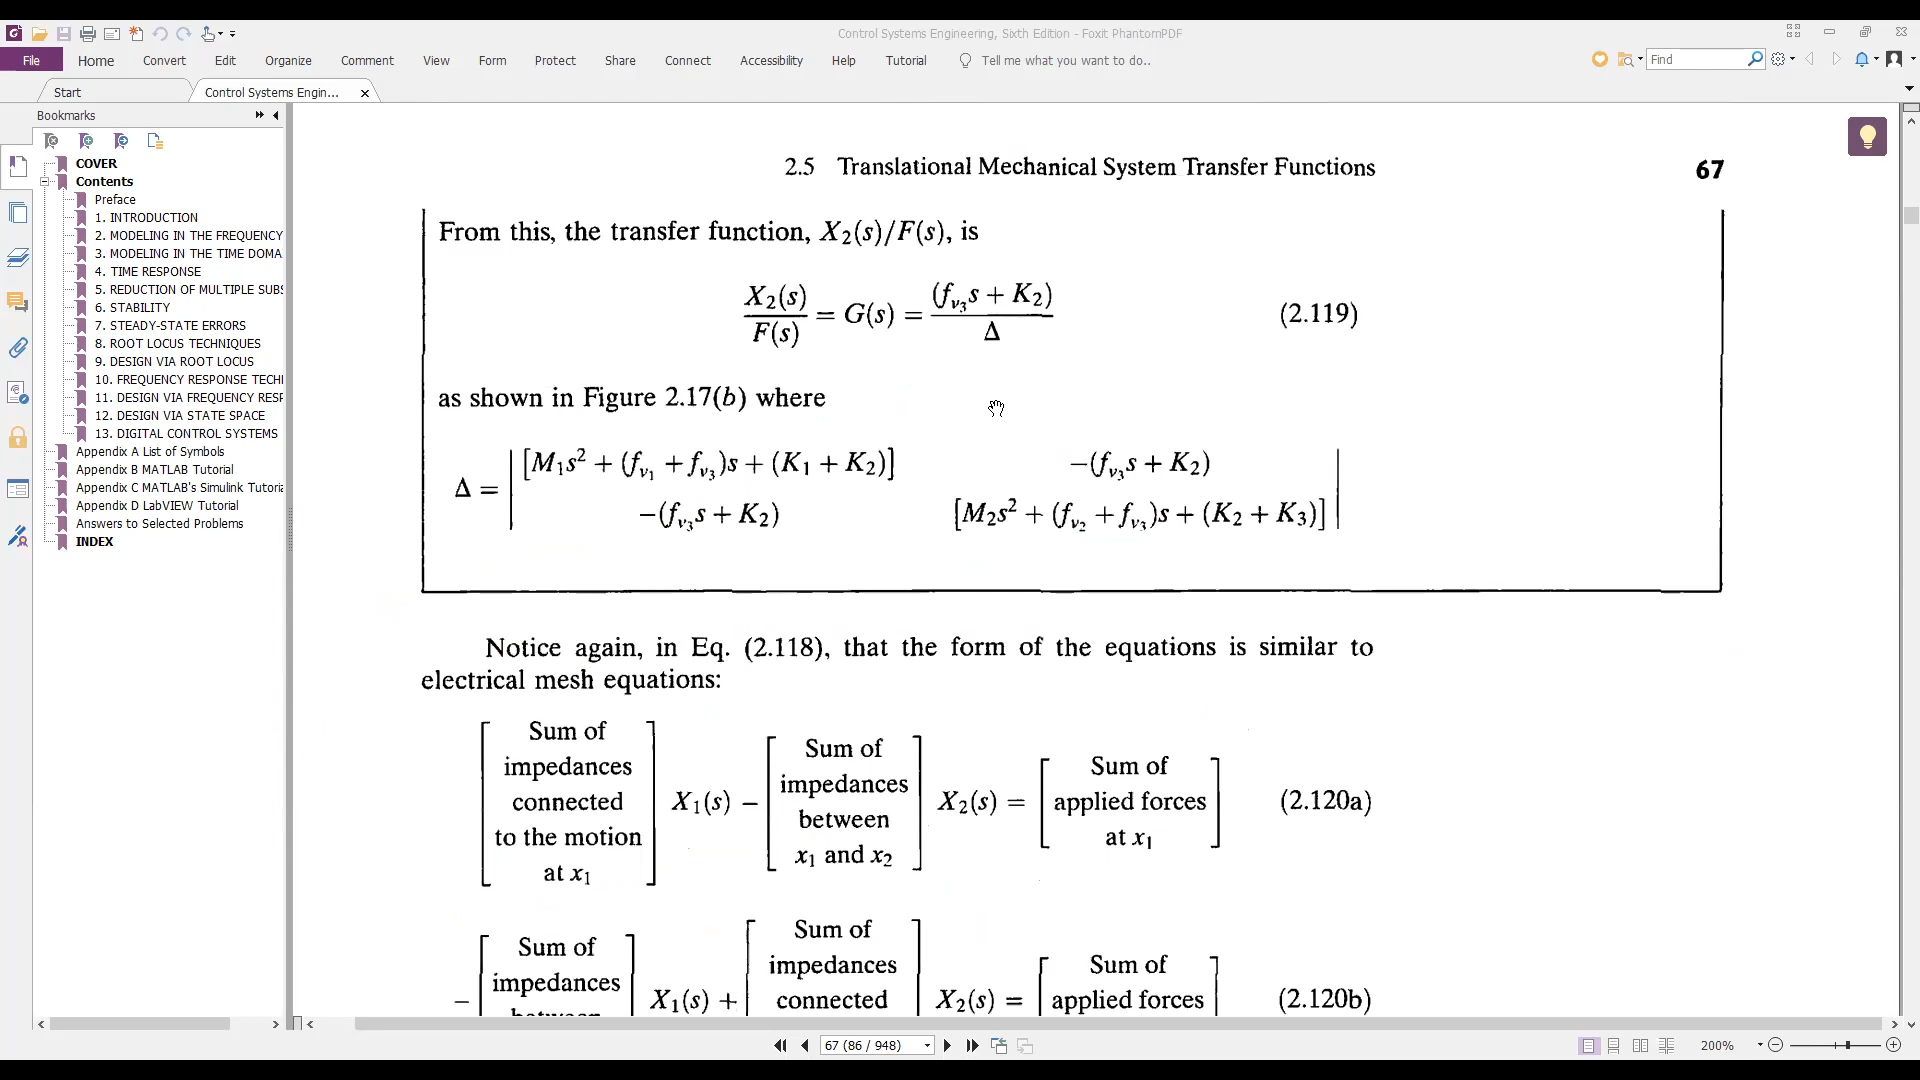 Control Systems Engineering, Sixth Edition - Foxit PhantomPDF
File Home Convert Edit Organize Comment View Form Protect Share Connect Accessibility Help Tutorial Tell me what you want to do.. Find
Start Control Systems Engin...
Bookmarks
COVER
Contents
Preface
1. INTRODUCTION
2. MODELING IN THE FREQUENCY
3. MODELING IN THE TIME DOMA
4. TIME RESPONSE
5. REDUCTION OF MULTIPLE SUBS
6. STABILITY
7. STEADY-STATE ERRORS
8. ROOT LOCUS TECHNIQUES
9. DESIGN VIA ROOT LOCUS
10. FREQUENCY RESPONSE TECH
11. DESIGN VIA FREQUENCY RESP
12. DESIGN VIA STATE SPACE
13. DIGITAL CONTROL SYSTEMS
Appendix A List of Symbols
Appendix B MATLAB Tutorial
Appendix C MATLAB's Simulink Tutoria
Appendix D LabVIEW Tutorial
Answers to Selected Problems
INDEX
2.5 Translational Mechanical System Transfer Functions 67
From this, the transfer function, X₂(s)/F(s), is
X₂(s)/F(s) = G(s) = (f_v₃s + K₂)/Δ (2.119)
as shown in Figure 2.17(b) where
Δ = | [M₁s² + (f_v₁ + f_v₃)s + (K₁ + K₂)] −(f_v₃s + K₂) |
| −(f_v₃s + K₂) [M₂s² + (f_v₂ + f_v₃)s + (K₂ + K₃)] |
Notice again, in Eq. (2.118), that the form of the equations is similar to
electrical mesh equations:
[Sum of impedances connected to the motion at x₁] X₁(s) − [Sum of impedances between x₁ and x₂] X₂(s) = [Sum of applied forces at x₁] (2.120a)
− [Sum of impedances between X₁(s) + [Sum of impedances connected X₂(s) = [Sum of applied forces (2.120b)
67 (86 / 948) 200%